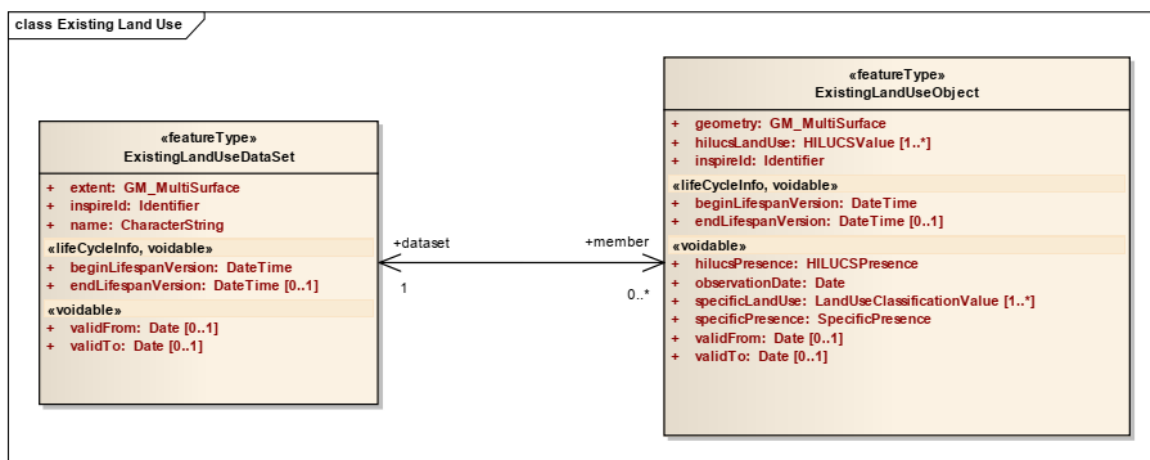 class Existing Land Use
«featureType»
ExistingLandUseDataSet
+ extent: GM_MultiSurface
+ inspireId: Identifier
+ name: CharacterString
«lifeCycleInfo, voidable»
+ beginLifespanVersion: DateTime
+ endLifespanVersion: DateTime [0..1]
«voidable»
+ validFrom: Date [0..1]
+ validTo: Date [0..1]
+dataset
1
+member
0..*
«featureType»
ExistingLandUseObject
+ geometry: GM_MultiSurface
+ hilucsLandUse: HILUCSValue [1..*]
+ inspireId: Identifier
«lifeCycleInfo, voidable»
+ beginLifespanVersion: DateTime
+ endLifespanVersion: DateTime [0..1]
«voidable»
+ hilucsPresence: HILUCSPresence
+ observationDate: Date
+ specificLandUse: LandUseClassificationValue [1..*]
+ specificPresence: SpecificPresence
+ validFrom: Date [0..1]
+ validTo: Date [0..1]